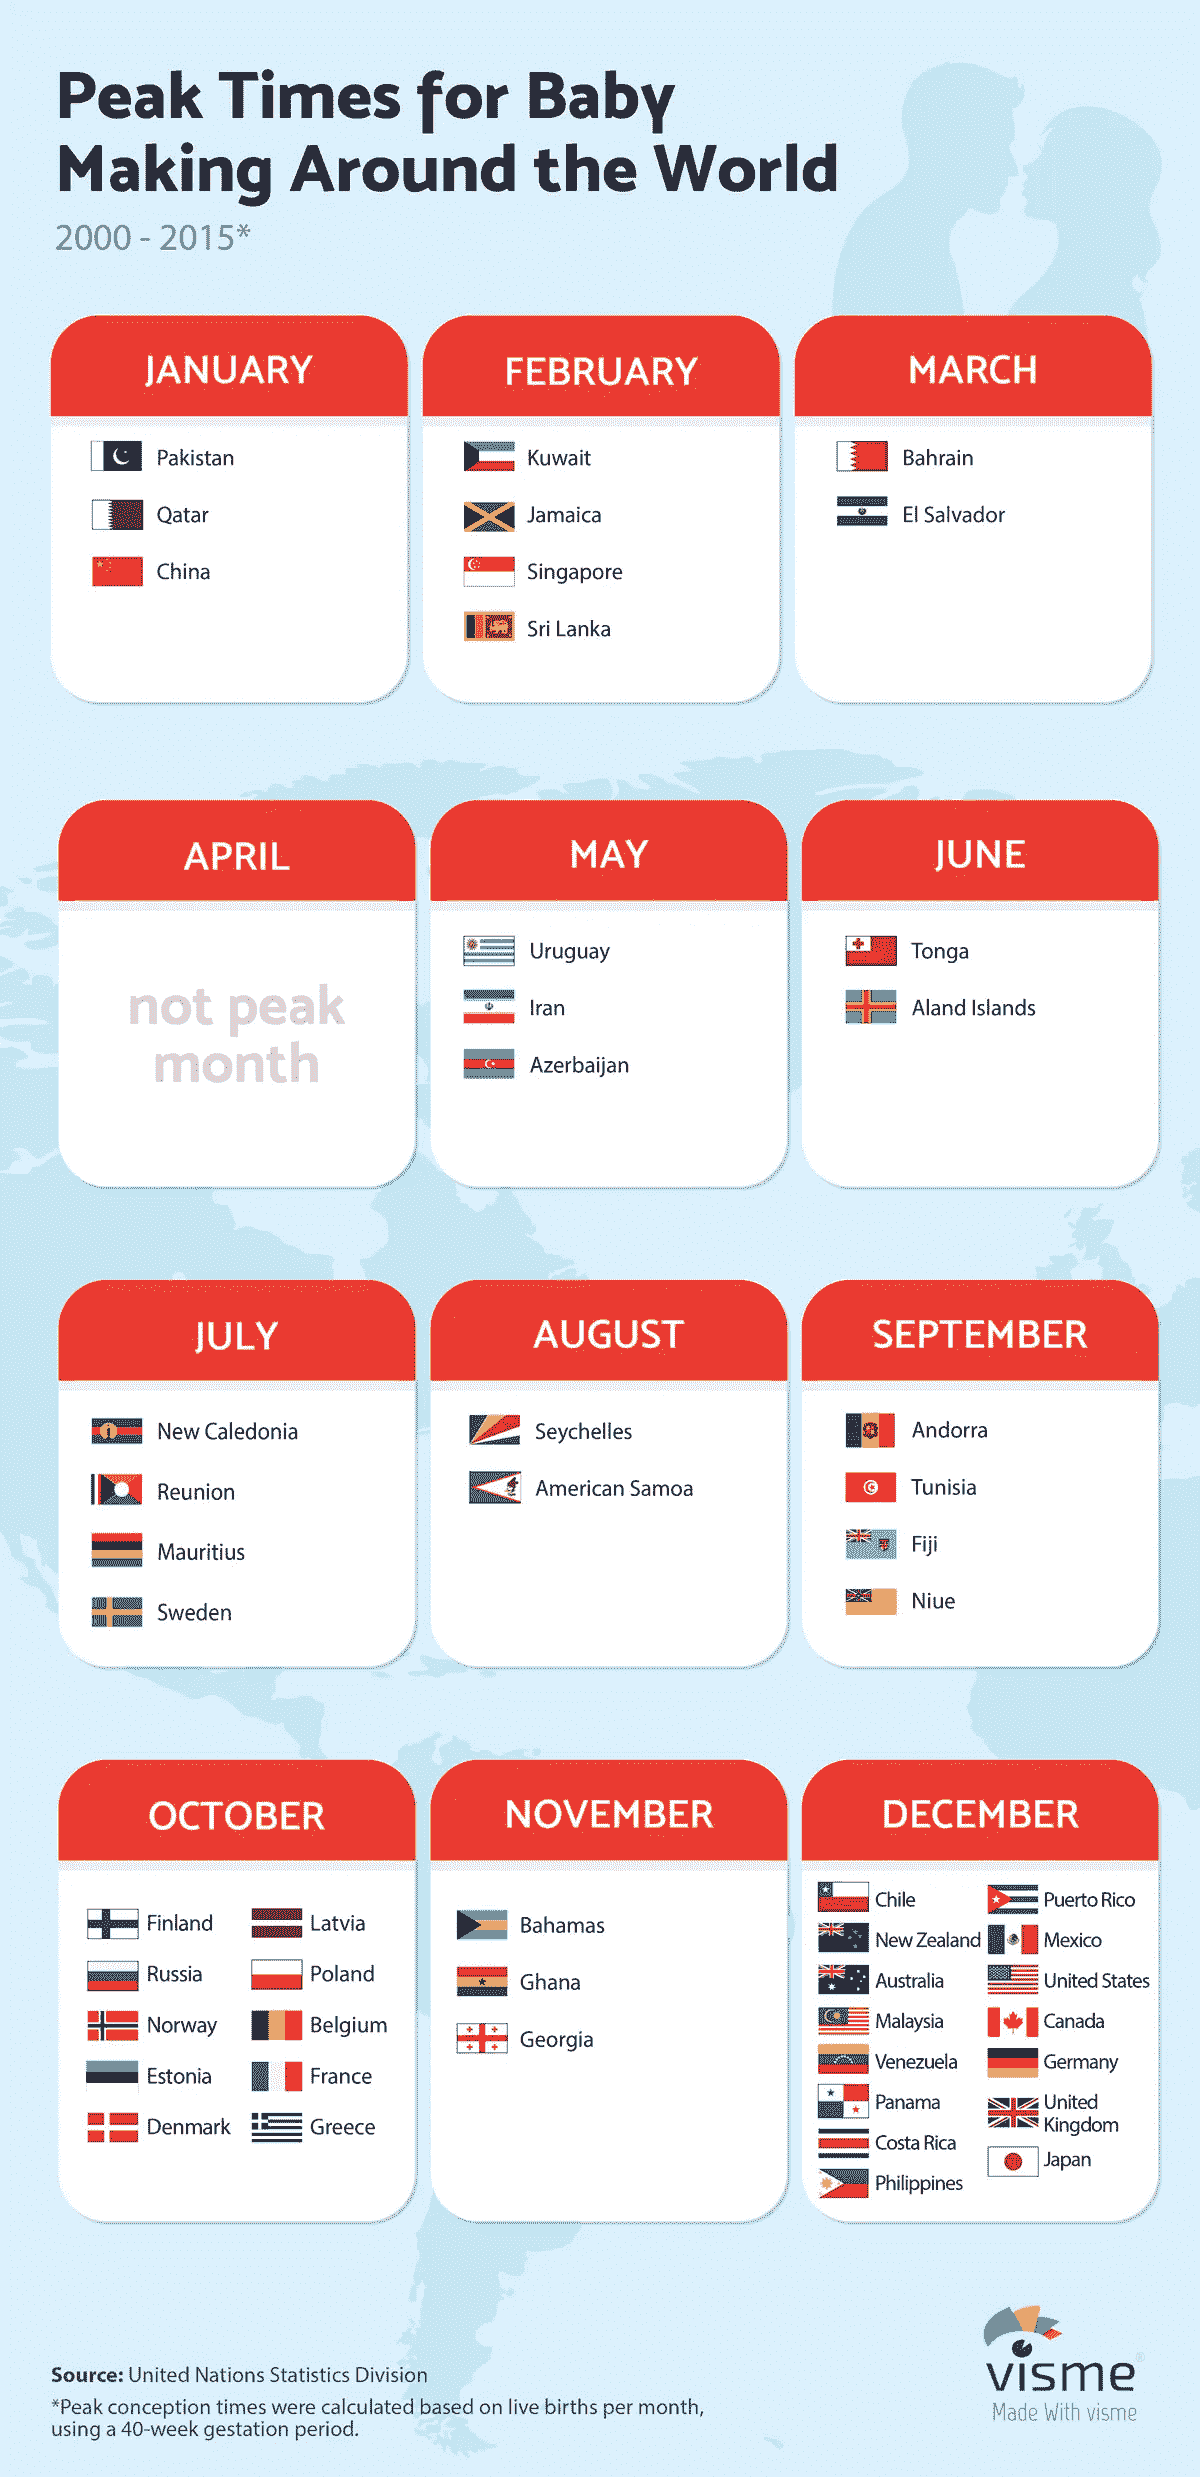 Peak Times for Baby
Making Around the World
2000 - 2015*
JANUARY
Pakistan
Qatar
China
FEBRUARY
Kuwait
Jamaica
Singapore
Sri Lanka
MARCH
Bahrain
El Salvador
APRIL
not peak
month
MAY
Uruguay
Iran
Azerbaijan
JUNE
Tonga
Aland Islands
JULY
New Caledonia
Reunion
Mauritius
Sweden
AUGUST
Seychelles
American Samoa
SEPTEMBER
Andorra
Tunisia
Fiji
Niue
OCTOBER
Finland
Russia
Norway
Estonia
Denmark
Latvia
Poland
Belgium
France
Greece
NOVEMBER
Bahamas
Ghana
Georgia
DECEMBER
Chile
New Zealand
Australia
Malaysia
Venezuela
Panama
Costa Rica
Philippines
Puerto Rico
Mexico
United States
Canada
Germany
United
Kingdom
Japan
Source: United Nations Statistics Division
*Peak conception times were calculated based on live births per month,
using a 40-week gestation period.
visme®
Made With visme